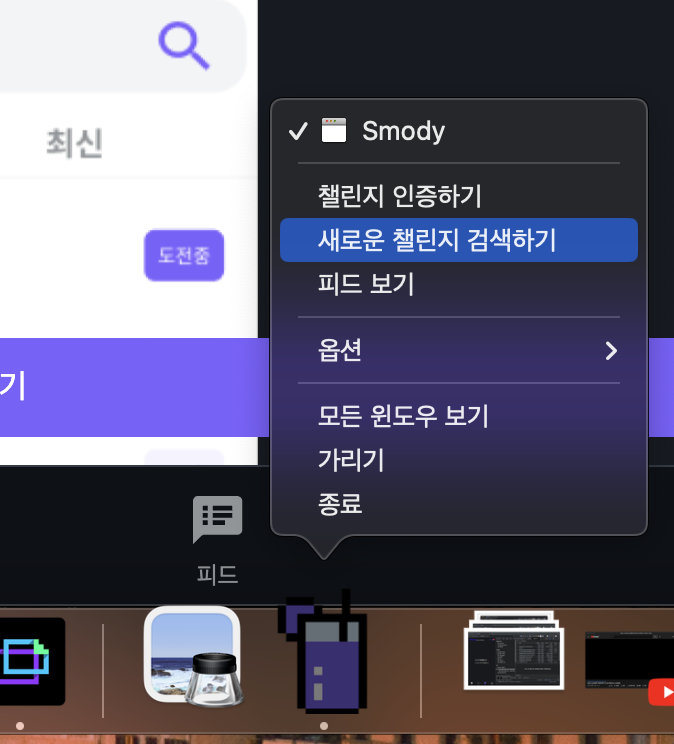 최신
도전중
기
피드
Smody
챌린지 인증하기
새로운 챌린지 검색하기
피드 보기
옵션
모든 윈도우 보기
가리기
종료